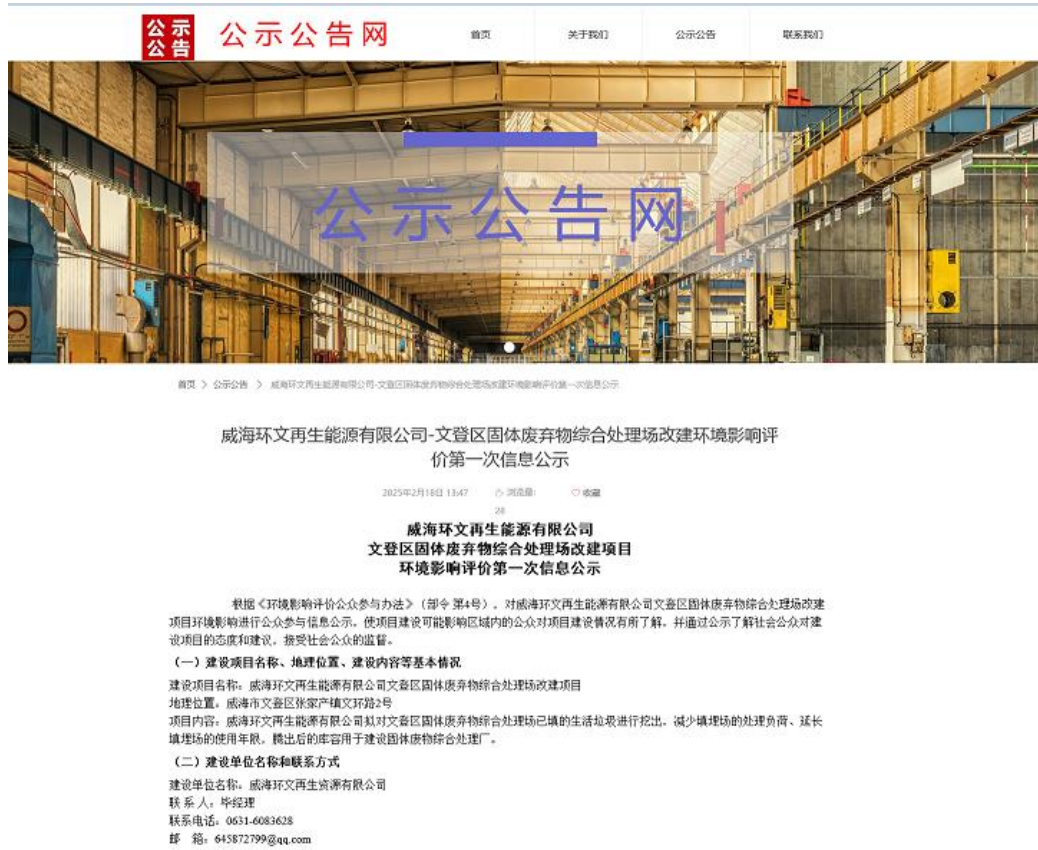 公示
公告
公示公告网
首页
关于我们
公示公告
联系我们
公示公告网
首页 > 公示公告 > 威海环文再生能源有限公司-文登区固体废弃物综合处理场改建环境影响评价第一次信息公示
威海环文再生能源有限公司-文登区固体废弃物综合处理场改建环境影响评
价第一次信息公示
2025年2月18日 13:47 浏览量: 收藏
28
威海环文再生能源有限公司
文登区固体废弃物综合处理场改建项目
环境影响评价第一次信息公示
根据《环境影响评价公众参与办法》（部令 第4号），对威海环文再生能源有限公司文登区固体废弃物综合处理场改建
项目环境影响进行公众参与信息公示，使项目建设可能影响区域内的公众对项目建设情况有所了解，并通过公示了解社会公众对建
设项目的态度和建议，接受社会公众的监督。
（一）建设项目名称、地理位置、建设内容等基本情况
建设项目名称：威海环文再生能源有限公司文登区固体废弃物综合处理场改建项目
地理位置：威海市文登区张家产镇文环路2号
项目内容：威海环文再生能源有限公司拟对文登区固体废弃物综合处理场已填的生活垃圾进行挖出，减少填埋场的处理负荷、延长
填埋场的使用年限，腾出后的库容用于建设固体废物综合处理厂。
（二）建设单位名称和联系方式
建设单位名称：威海环文再生资源有限公司
联 系 人：毕经理
联系电话：0631-6083628
邮 箱：645872799@qq.com